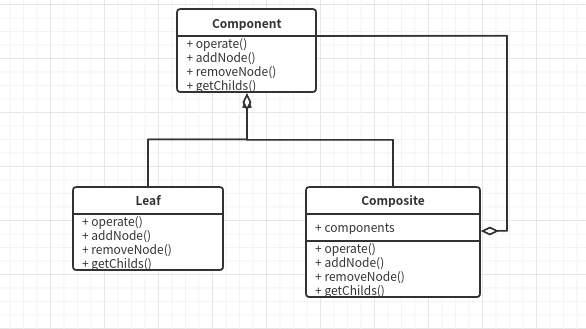 Component
+ operate()
+ addNode()
+ removeNode()
+ getChilds()
Leaf
+ operate()
+ addNode()
+ removeNode()
+ getChilds()
Composite
+ components
+ operate()
+ addNode()
+ removeNode()
+ getChilds()